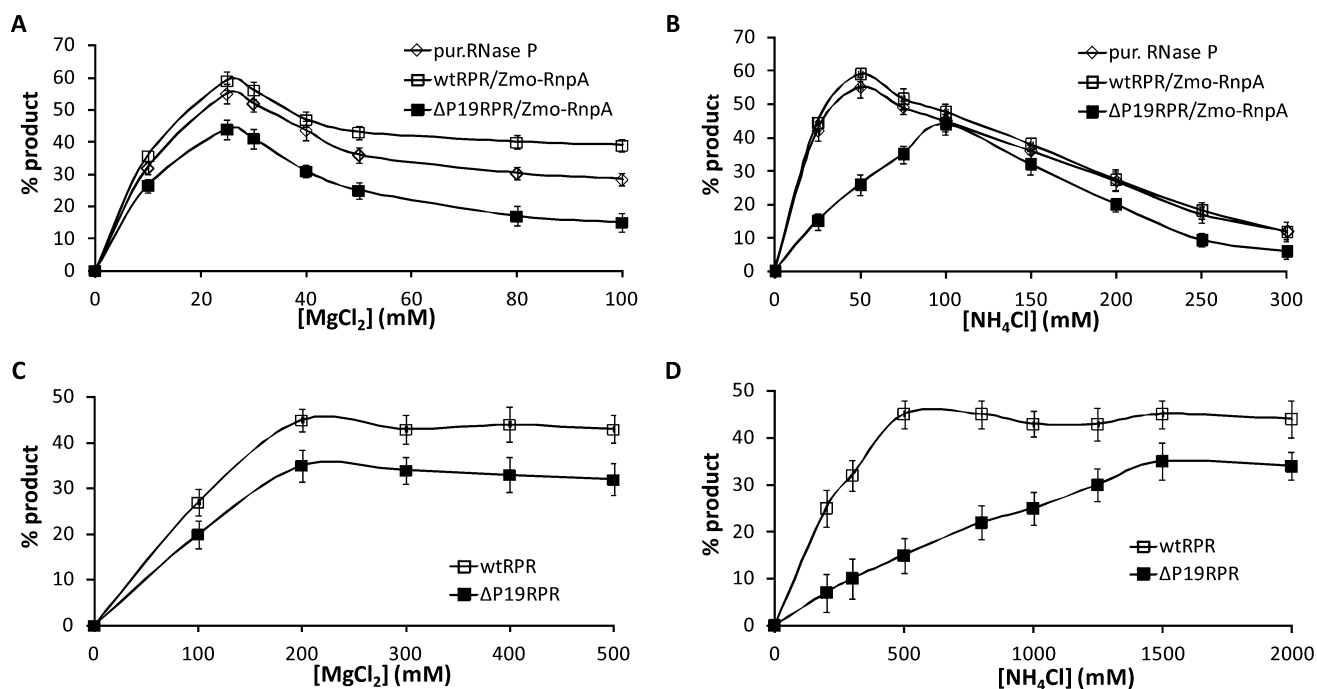 A
70
60
50
40
30
20
10
0
% product
pur.RNase P
wtRPR/Zmo-RnpA
ΔP19RPR/Zmo-RnpA
0 20 40 60 80 100
[MgCl₂] (mM)
B
70
60
50
40
30
20
10
0
% product
pur. RNase P
wtRPR/Zmo-RnpA
ΔP19RPR/Zmo-RnpA
0 50 100 150 200 250 300
[NH₄Cl] (mM)
C
50
40
30
20
10
0
% product
wtRPR
ΔP19RPR
0 100 200 300 400 500
[MgCl₂] (mM)
D
50
40
30
20
10
0
% product
wtRPR
ΔP19RPR
0 500 1000 1500 2000
[NH₄Cl] (mM)